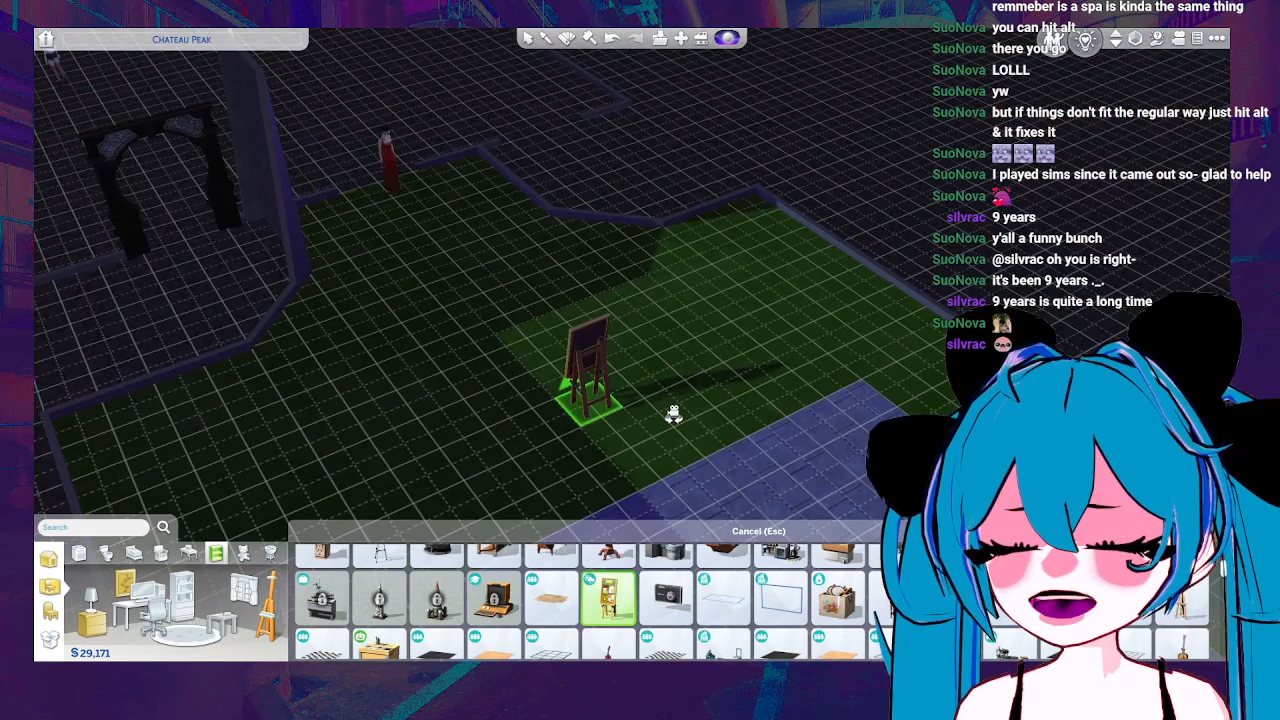 remmeber is a spa is kinda the same thing
SuoNova you can hit alt
SuoNova there you go
SuoNova LOLLL
SuoNova yw
SuoNova but if things don't fit the regular way just hit alt
& it fixes it
SuoNova
SuoNova I played sims since it came out so- glad to help
SuoNova
silvrac 9 years
SuoNova y'all a funny bunch
SuoNova @silvrac oh you is right-
SuoNova it's been 9 years ._.
silvrac 9 years is quite a long time
SuoNova
silvrac
CHATEAU PEAK
Search
Cancel (Esc)
§29,171